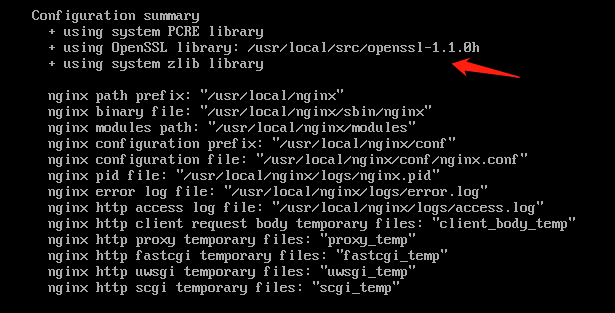 Configuration summary
+ using system PCRE library
+ using OpenSSL library: /usr/local/src/openssl-1.1.0h
+ using system zlib library
nginx path prefix: "/usr/local/nginx"
nginx binary file: "/usr/local/nginx/sbin/nginx"
nginx modules path: "/usr/local/nginx/modules"
nginx configuration prefix: "/usr/local/nginx/conf"
nginx configuration file: "/usr/local/nginx/conf/nginx.conf"
nginx pid file: "/usr/local/nginx/logs/nginx.pid"
nginx error log file: "/usr/local/nginx/logs/error.log"
nginx http access log file: "/usr/local/nginx/logs/access.log"
nginx http client request body temporary files: "client_body_temp"
nginx http proxy temporary files: "proxy_temp"
nginx http fastcgi temporary files: "fastcgi_temp"
nginx http uwsgi temporary files: "uwsgi_temp"
nginx http scgi temporary files: "scgi_temp"